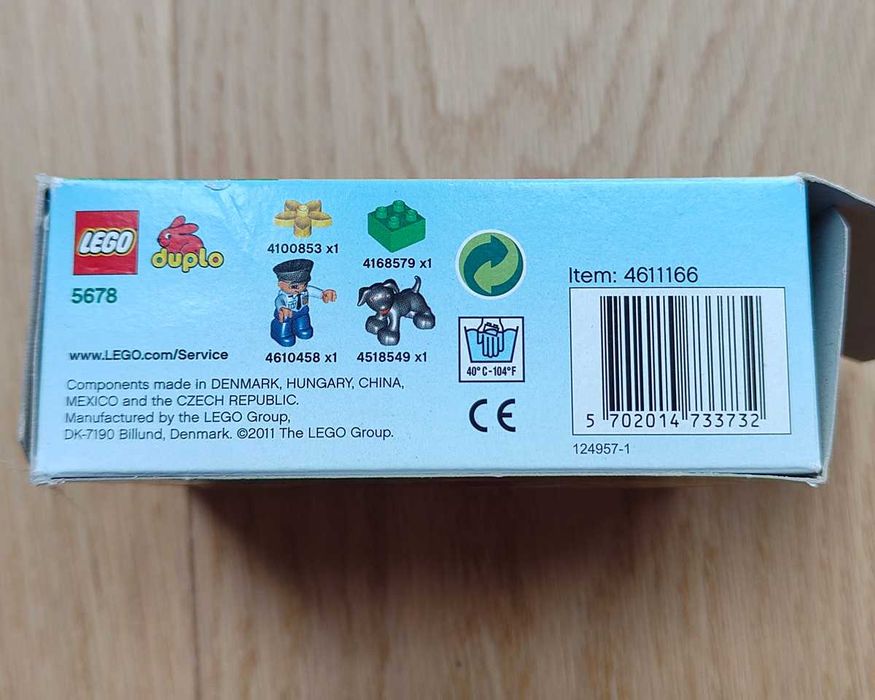 LEGO
duplo
5678
4100853 x1
4168579 x1
4610458 x1
4518549 x1
www.LEGO.com/Service
Components made in DENMARK, HUNGARY, CHINA,
MEXICO and the CZECH REPUBLIC.
Manufactured by the LEGO Group,
DK-7190 Billund, Denmark. ©2011 The LEGO Group.
40°C-104°F
CE
Item: 4611166
5 702014 733732
124957-1